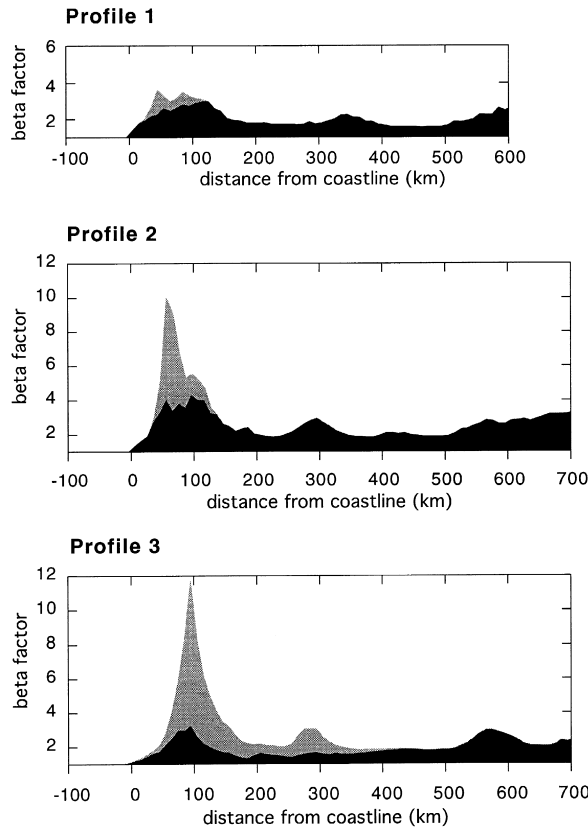 Profile 1
6
4
2
beta factor
-100 0 100 200 300 400 500 600
distance from coastline (km)
Profile 2
12
10
8
6
4
2
beta factor
-100 0 100 200 300 400 500 600 700
distance from coastline (km)
Profile 3
12
10
8
6
4
2
beta factor
-100 0 100 200 300 400 500 600 700
distance from coastline (km)